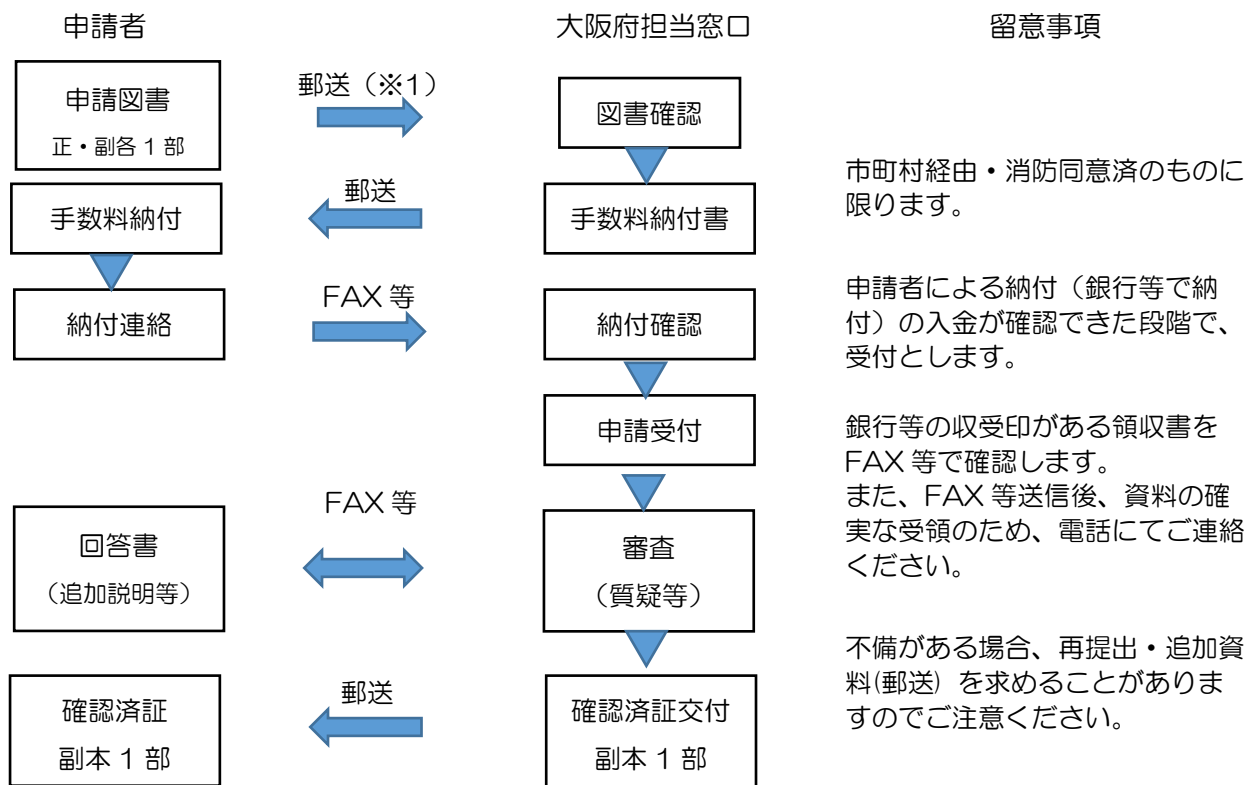 申請者
大阪府担当窓口
留意事項
申請図書
正・副各 1 部
郵送（※1）
図書確認
市町村経由・消防同意済のものに
限ります。
手数料納付
郵送
手数料納付書
納付連絡
FAX 等
納付確認
申請者による納付（銀行等で納
付）の入金が確認できた段階で、
受付とします。
申請受付
銀行等の収受印がある領収書を
FAX 等で確認します。
また、FAX 等送信後、資料の確
実な受領のため、電話にてご連絡
ください。
回答書
（追加説明等）
FAX 等
審査
（質疑等）
不備がある場合、再提出・追加資
料(郵送）を求めることがありま
すのでご注意ください。
確認済証
副本 1 部
郵送
確認済証交付
副本 1 部